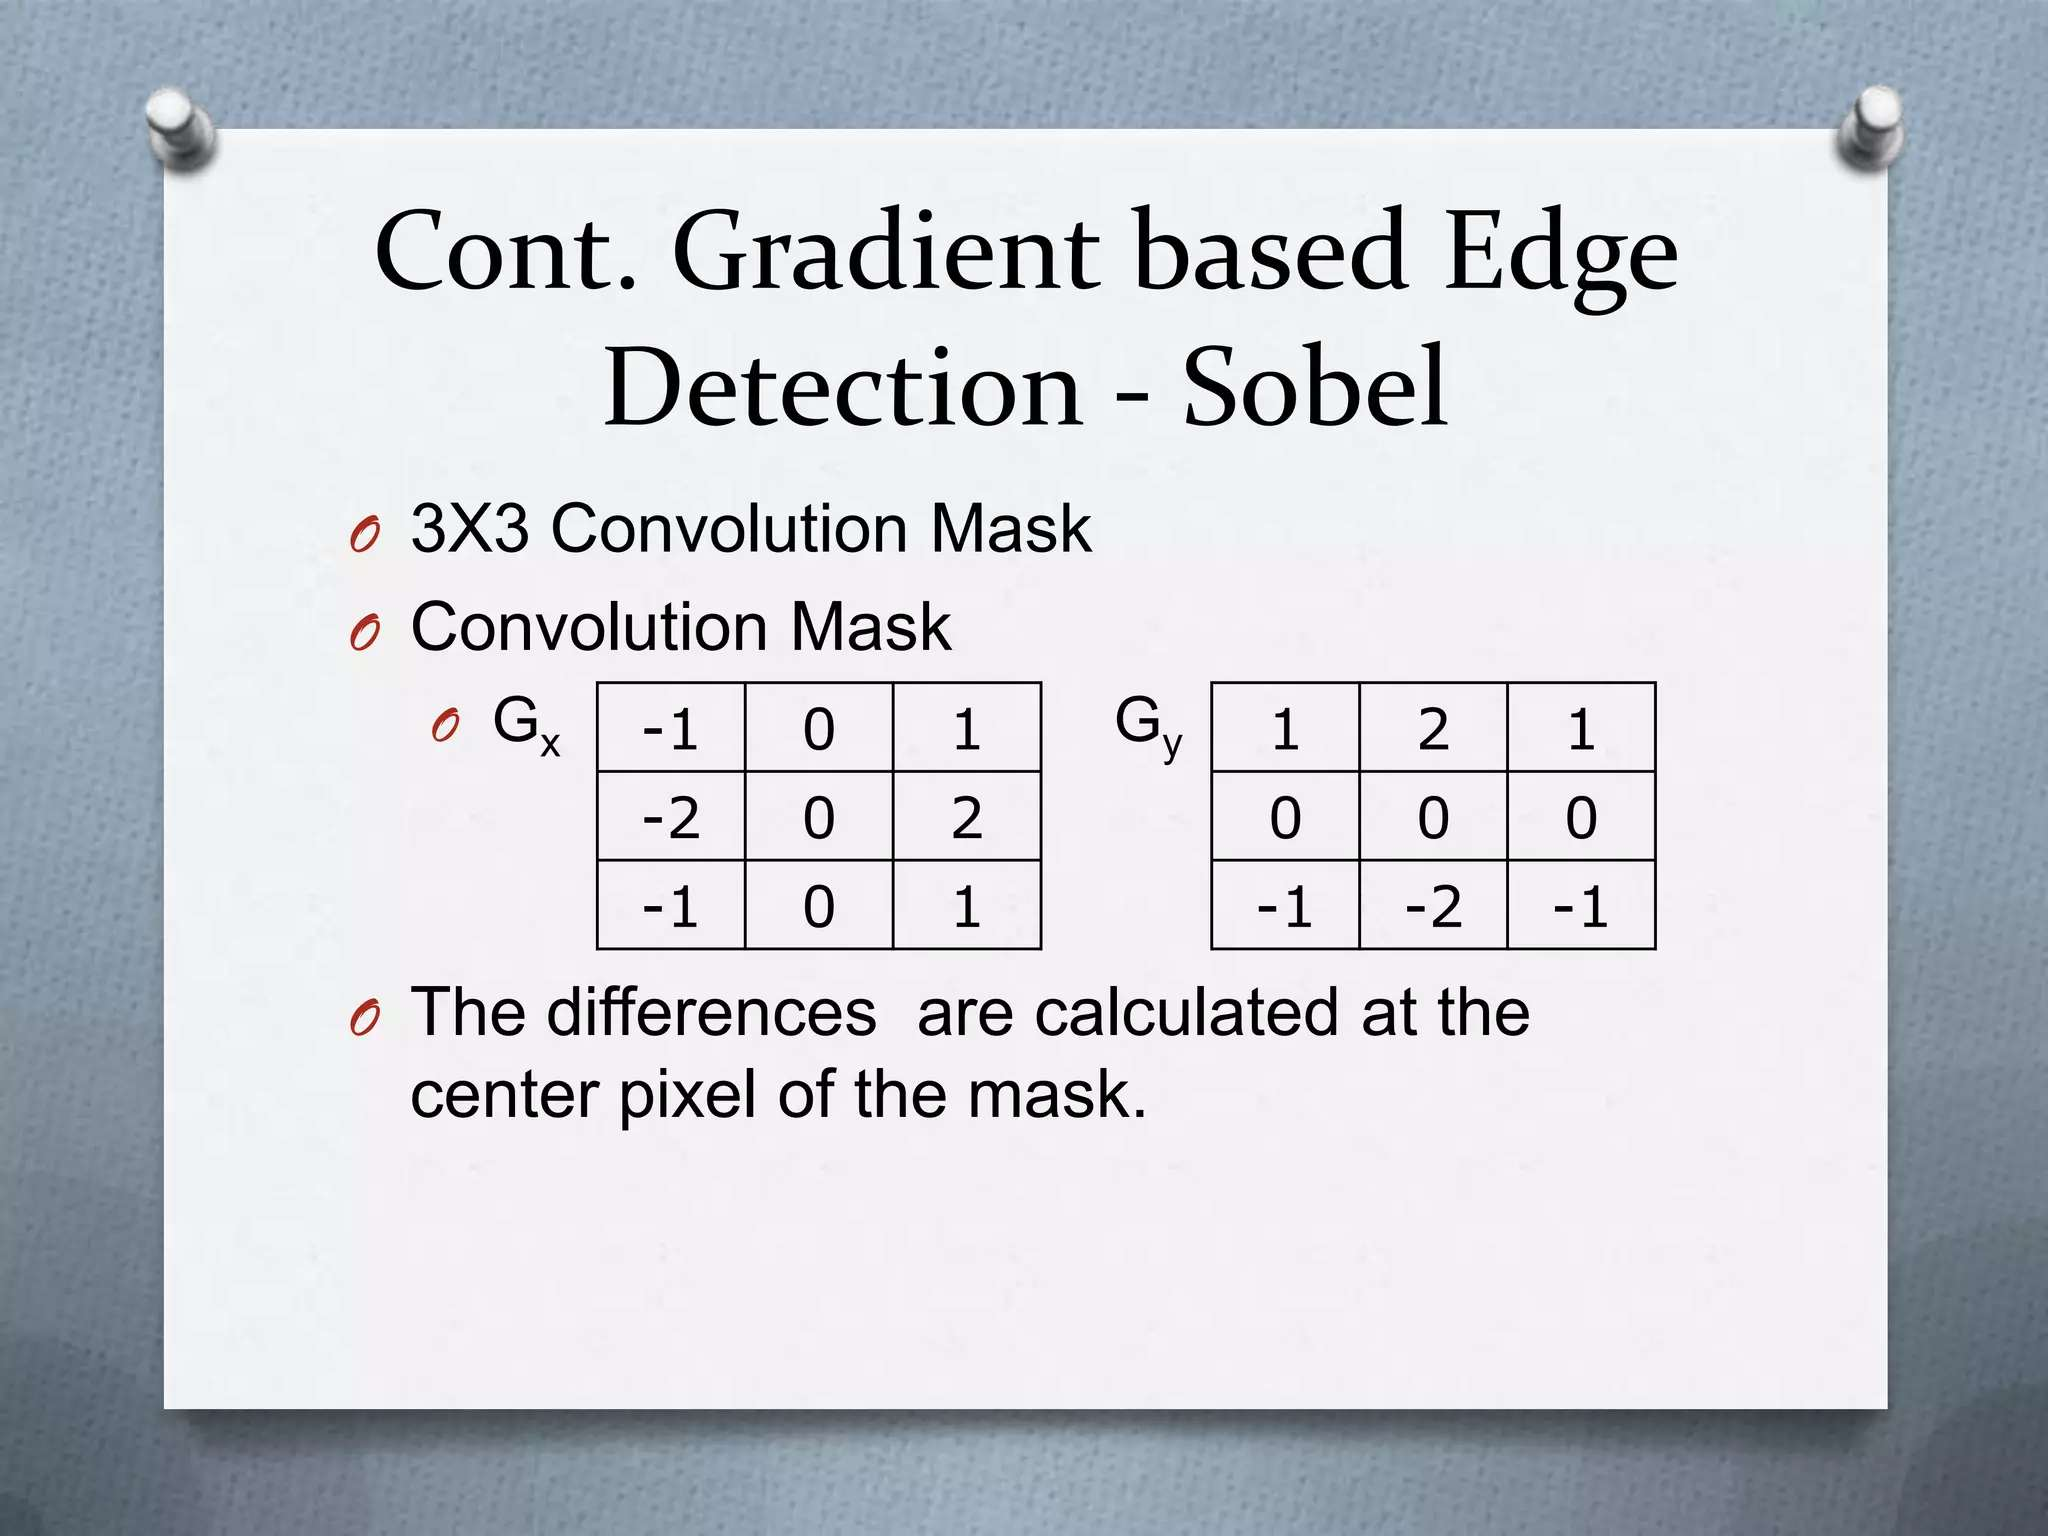 Cont. Gradient based Edge
Detection - Sobel
3X3 Convolution Mask
Convolution Mask
Gx -1 0 1 Gy 1 2 1
-2 0 2 0 0 0
-1 0 1 -1 -2 -1
The differences  are calculated at the
center pixel of the mask.